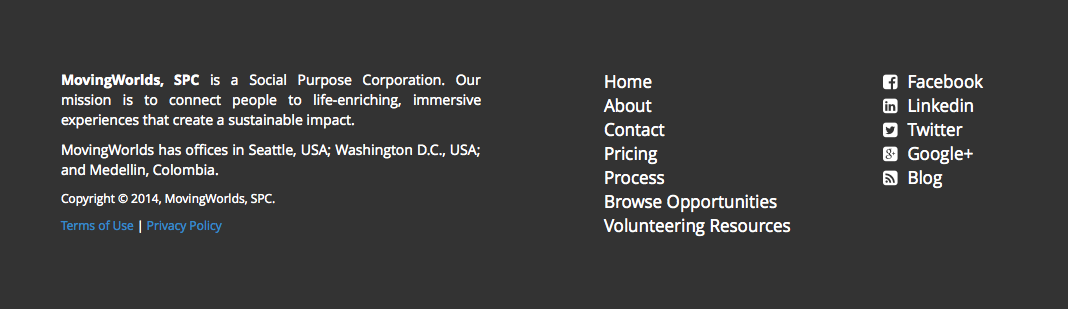 MovingWorlds, SPC is a Social Purpose Corporation. Our
mission is to connect people to life-enriching, immersive
experiences that create a sustainable impact.
MovingWorlds has offices in Seattle, USA; Washington D.C., USA;
and Medellin, Colombia.
Copyright © 2014, MovingWorlds, SPC.
Terms of Use | Privacy Policy
Home
About
Contact
Pricing
Process
Browse Opportunities
Volunteering Resources
Facebook
Linkedin
Twitter
Google+
Blog